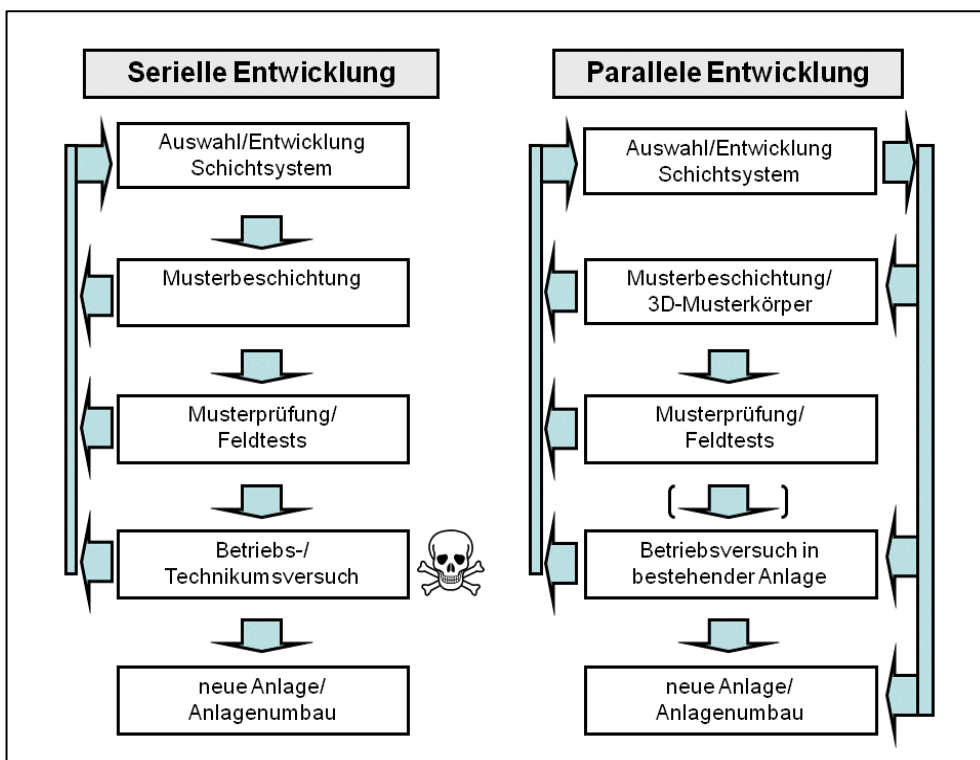 Serielle Entwicklung
Auswahl/Entwicklung
Schichtsystem
Musterbeschichtung
Musterprüfung/
Feldtests
Betriebs-/
Technikumsversuch
neue Anlage/
Anlagenumbau
Parallele Entwicklung
Auswahl/Entwicklung
Schichtsystem
Musterbeschichtung/
3D-Musterkörper
Musterprüfung/
Feldtests
Betriebsversuch in
bestehender Anlage
neue Anlage/
Anlagenumbau